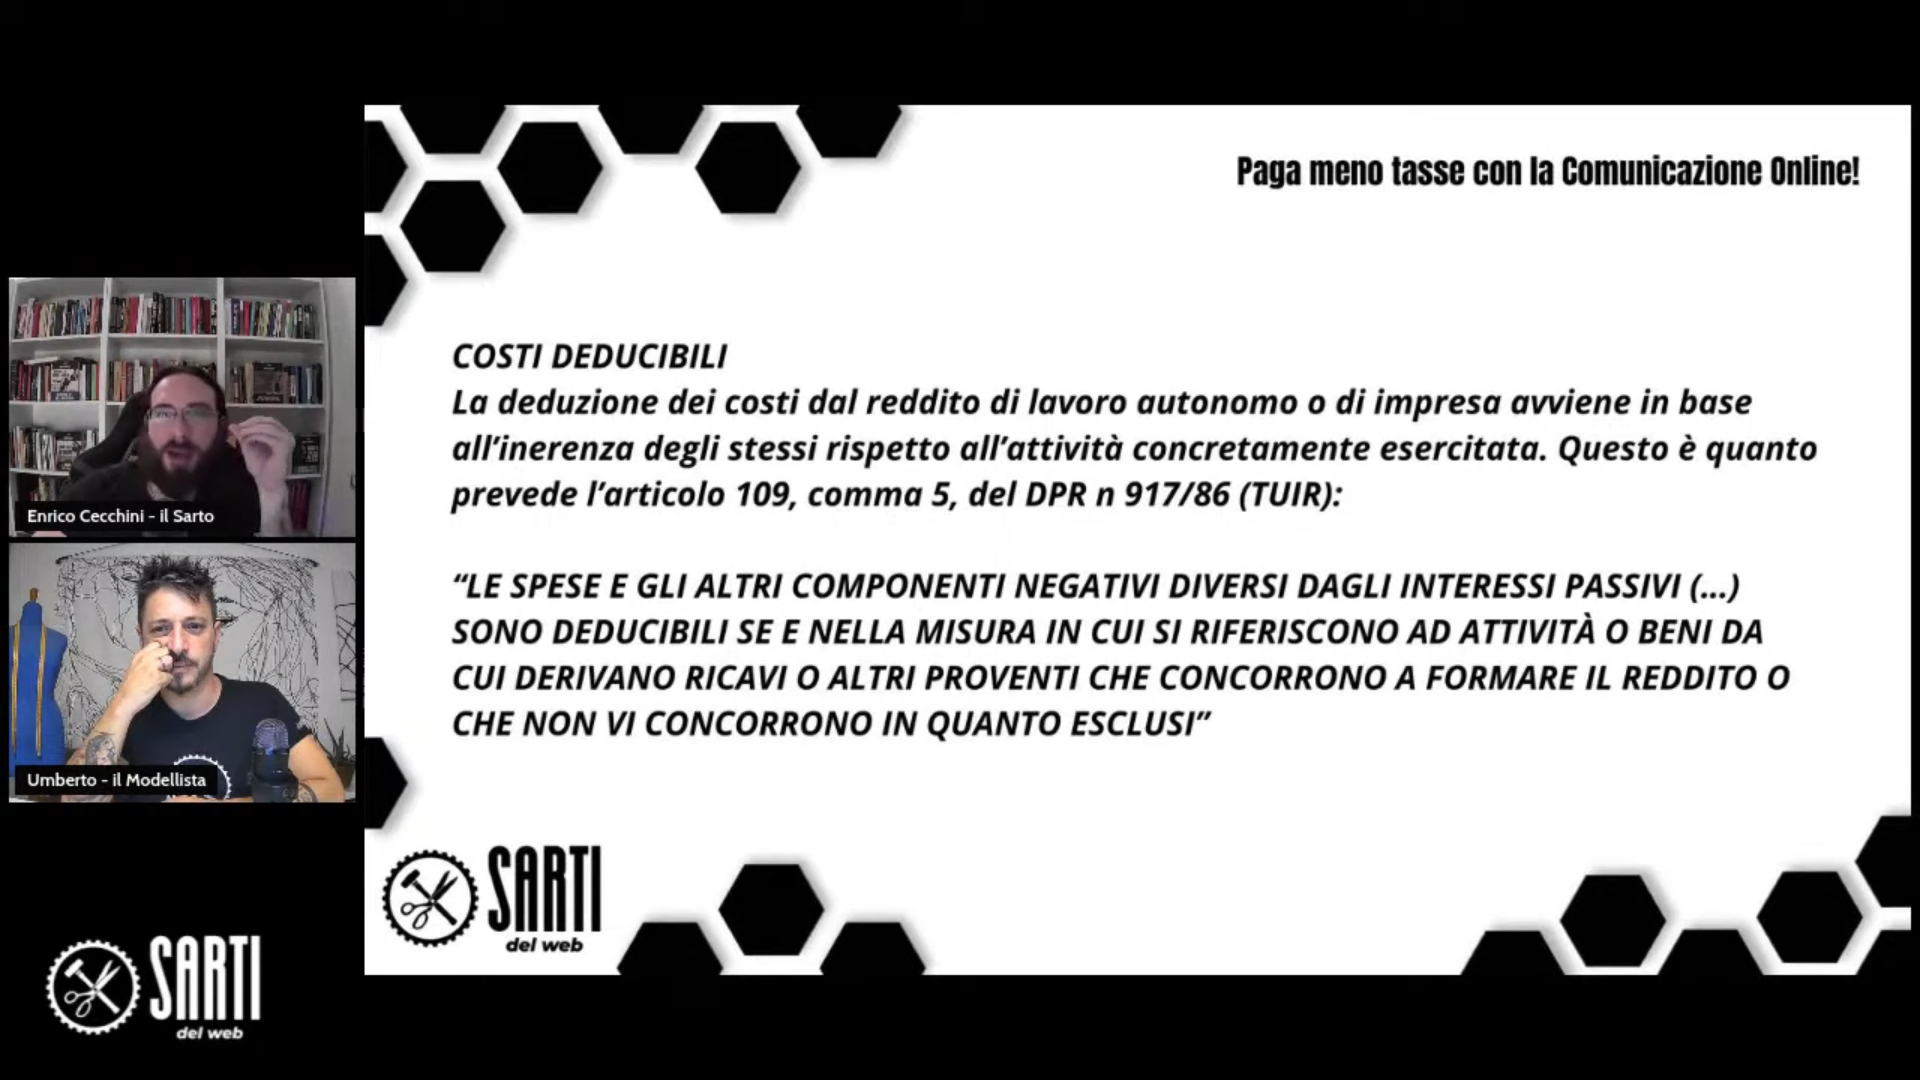 Paga meno tasse con la Comunicazione Online!
COSTI DEDUCIBILI
La deduzione dei costi dal reddito di lavoro autonomo o di impresa avviene in base
all’inerenza degli stessi rispetto all’attività concretamente esercitata. Questo è quanto
prevede l’articolo 109, comma 5, del DPR n 917/86 (TUIR):
“LE SPESE E GLI ALTRI COMPONENTI NEGATIVI DIVERSI DAGLI INTERESSI PASSIVI (...)
SONO DEDUCIBILI SE E NELLA MISURA IN CUI SI RIFERISCONO AD ATTIVITÀ O BENI DA
CUI DERIVANO RICAVI O ALTRI PROVENTI CHE CONCORRONO A FORMARE IL REDDITO O
CHE NON VI CONCORRONO IN QUANTO ESCLUSI”
SARTI
del web
Enrico Cecchini - il Sarto
Umberto - il Modellista
SARTI
del web